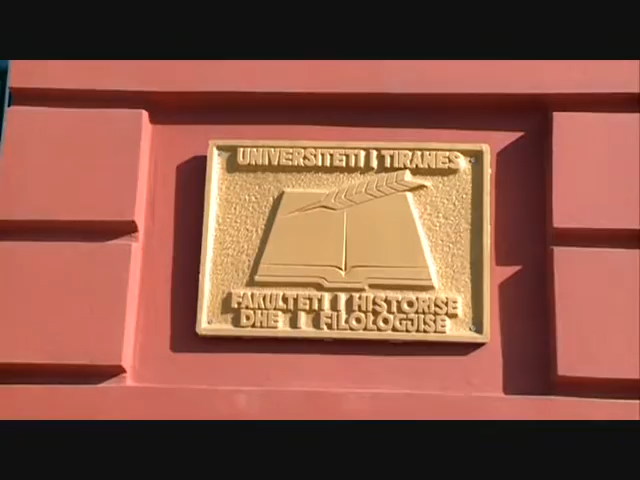 UNIVERSITETI I TIRANES
FAKULTETI I HISTORISE
DHE I FILOLOGJISE